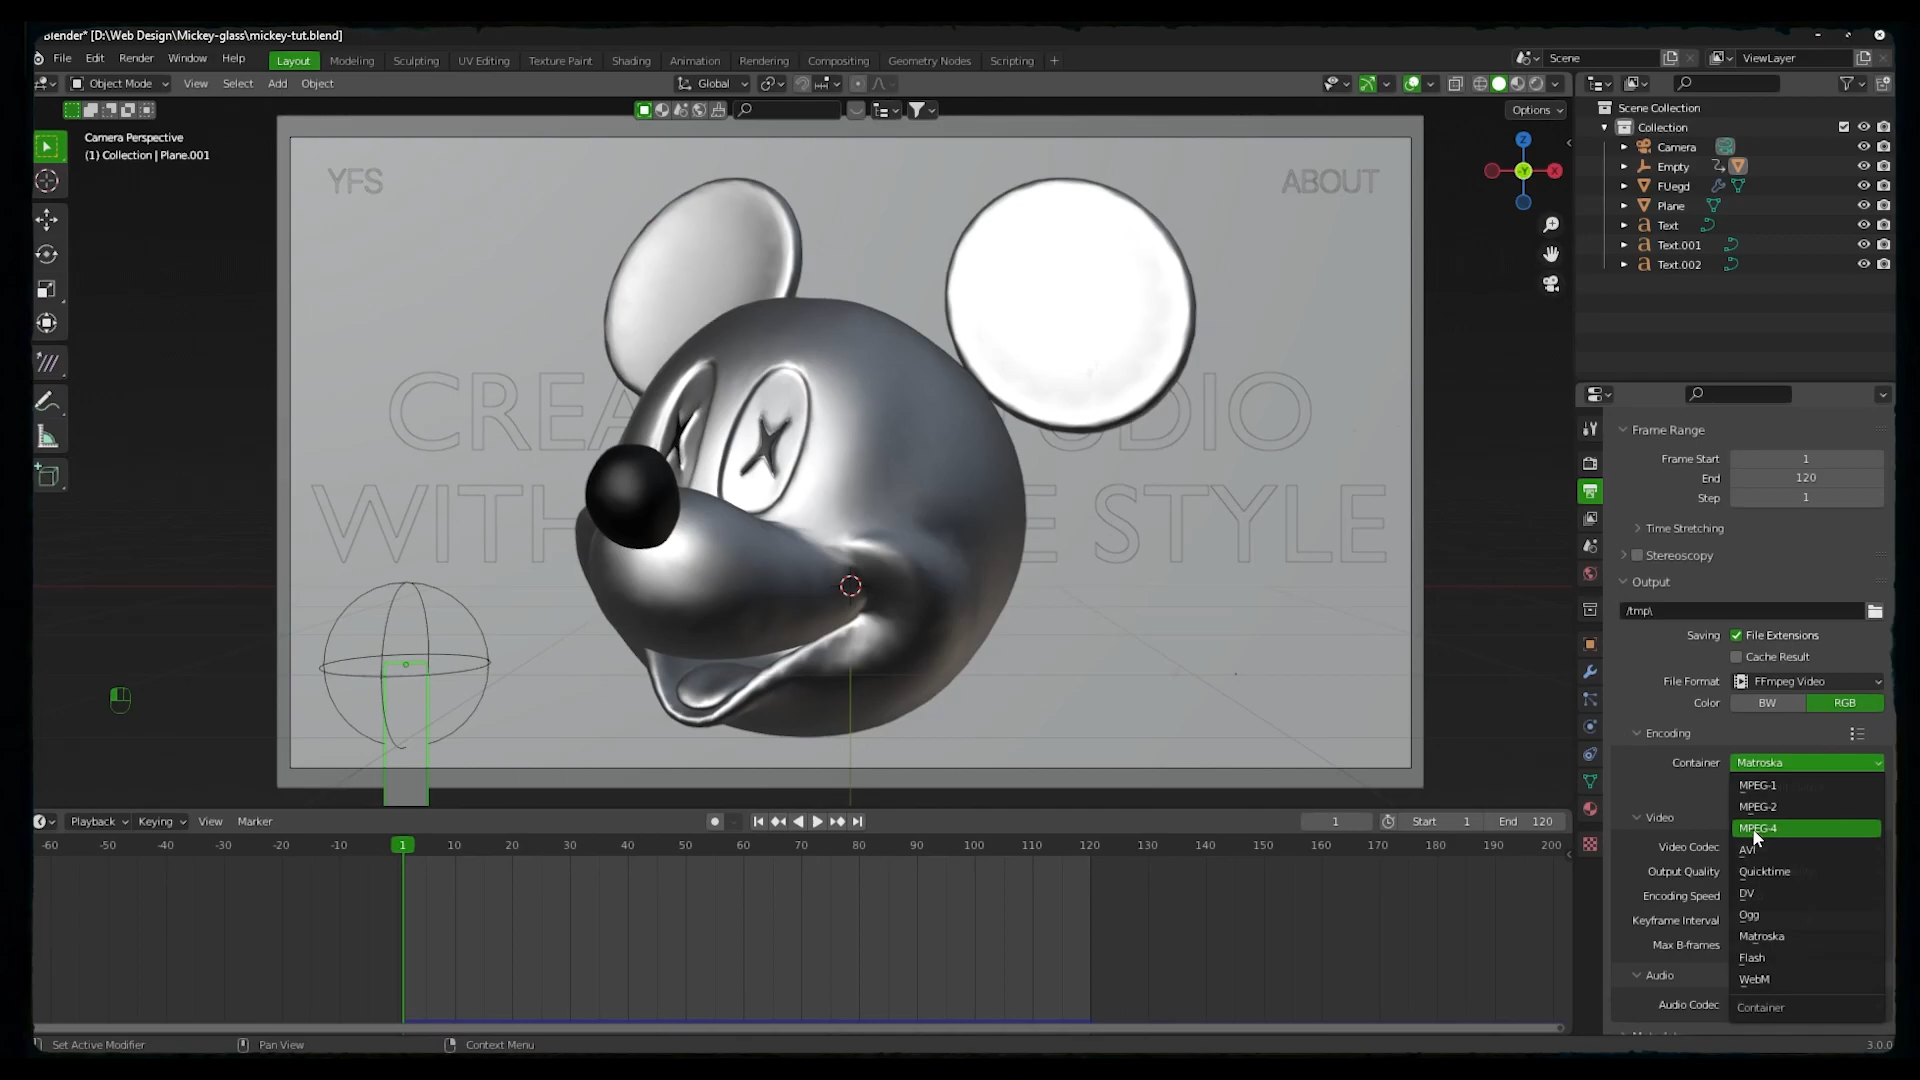 Blender* [D:\Web Design\Mickey-glass\mickey-tut.blend]
File Edit Render Window Help Layout Modeling Sculpting UV Editing Texture Paint Shading Animation Rendering Compositing Geometry Nodes Scripting + Scene ViewLayer
Object Mode View Select Add Object Global
Options
Camera Perspective
(1) Collection | Plane.001
YFS ABOUT
CREA DIO
WITH E STYLE
Z
-Y
X
Scene Collection
Collection
Camera
Empty
FUegd
Plane
Text
Text.001
Text.002
Frame Range
Frame Start 1
End 120
Step 1
Time Stretching
Stereoscopy
Output
/tmp\
Saving File Extensions
Cache Result
File Format FFmpeg Video
Color BW RGB
Encoding
Container Matroska
MPEG-1
MPEG-2
Video
MPEG-4
Video Codec AVI
Output Quality Quicktime
Encoding Speed DV
Keyframe Interval Ogg
Max B-frames Matroska
Flash
Audio
WebM
Audio Codec Container
Playback Keying View Marker 1 Start 1 End 120
-60 -50 -40 -30 -20 -10 1 10 20 30 40 50 60 70 80 90 100 110 120 130 140 150 160 170 180 190 200
Set Active Modifier Pan View Context Menu 3.0.0